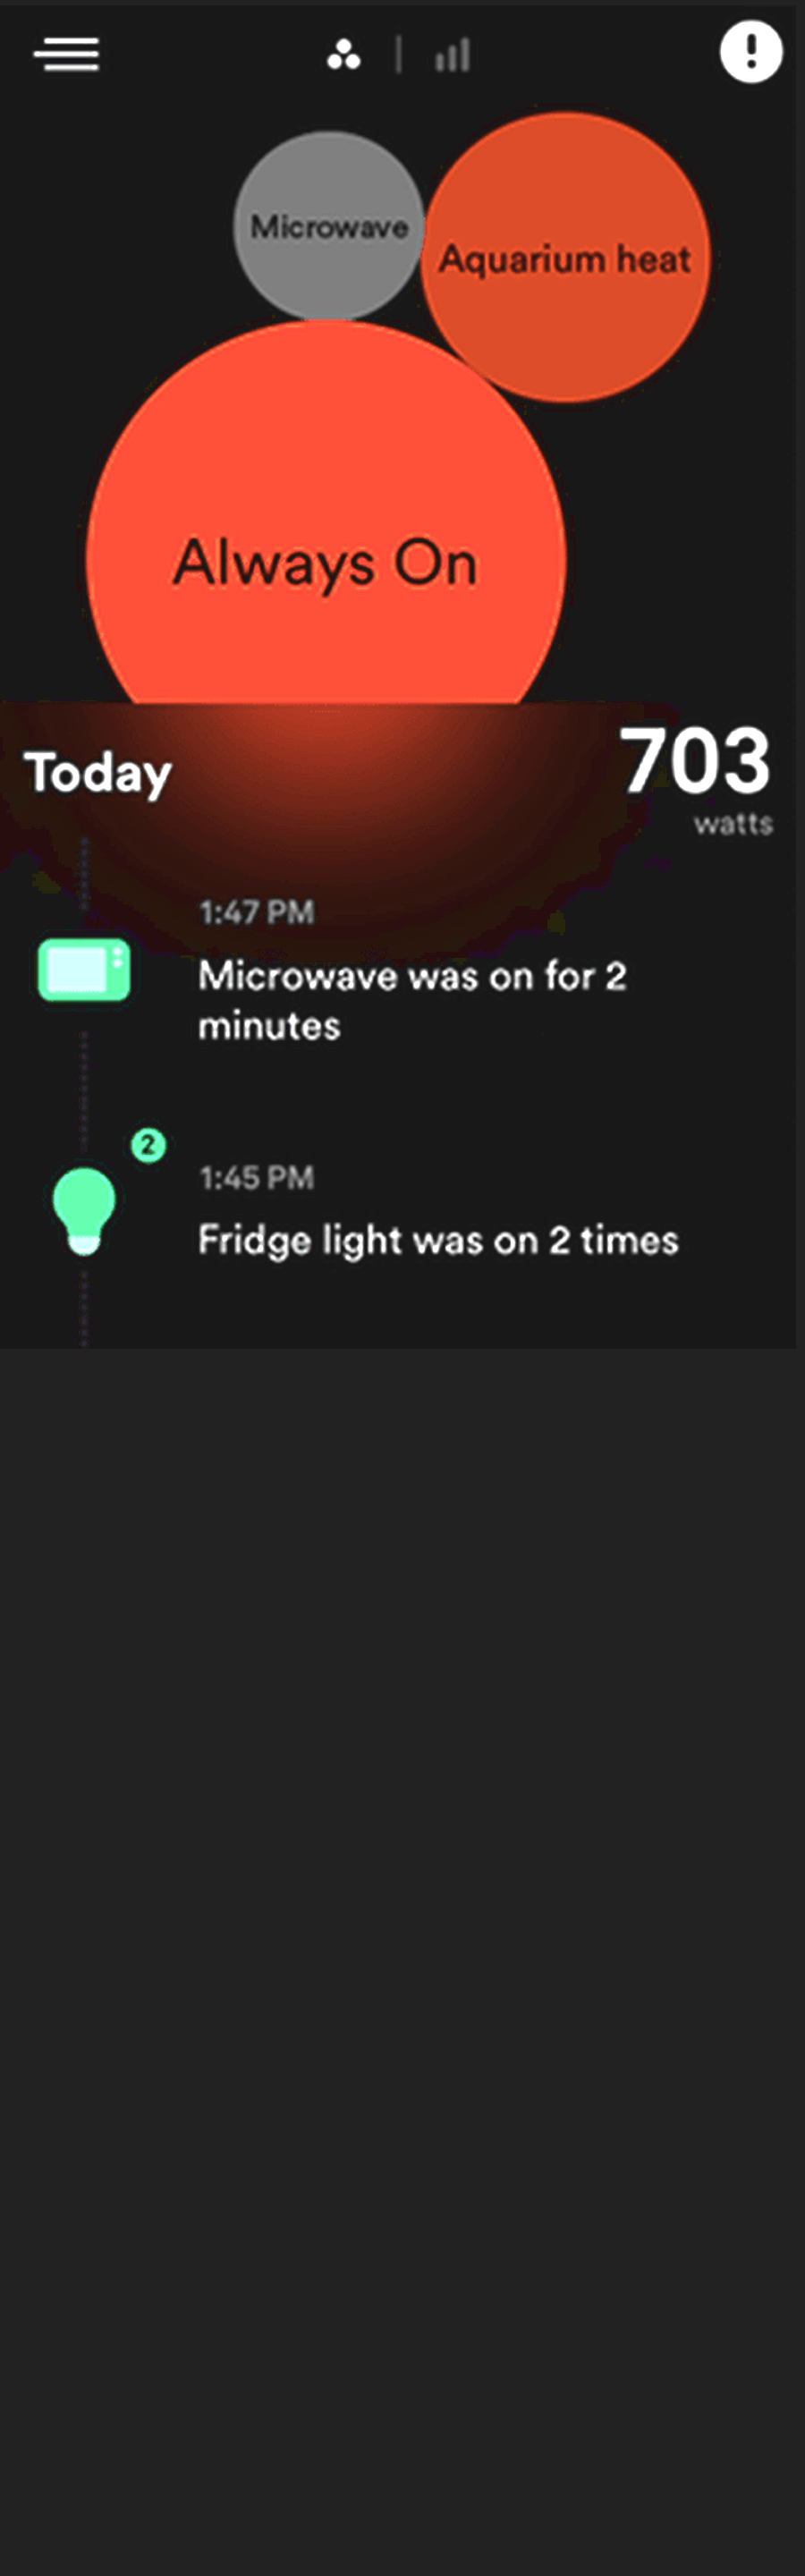 Microwave
Aquarium heat
Always On
Today
703
watts
1:47 PM
Microwave was on for 2
minutes
2
1:45 PM
Fridge light was on 2 times